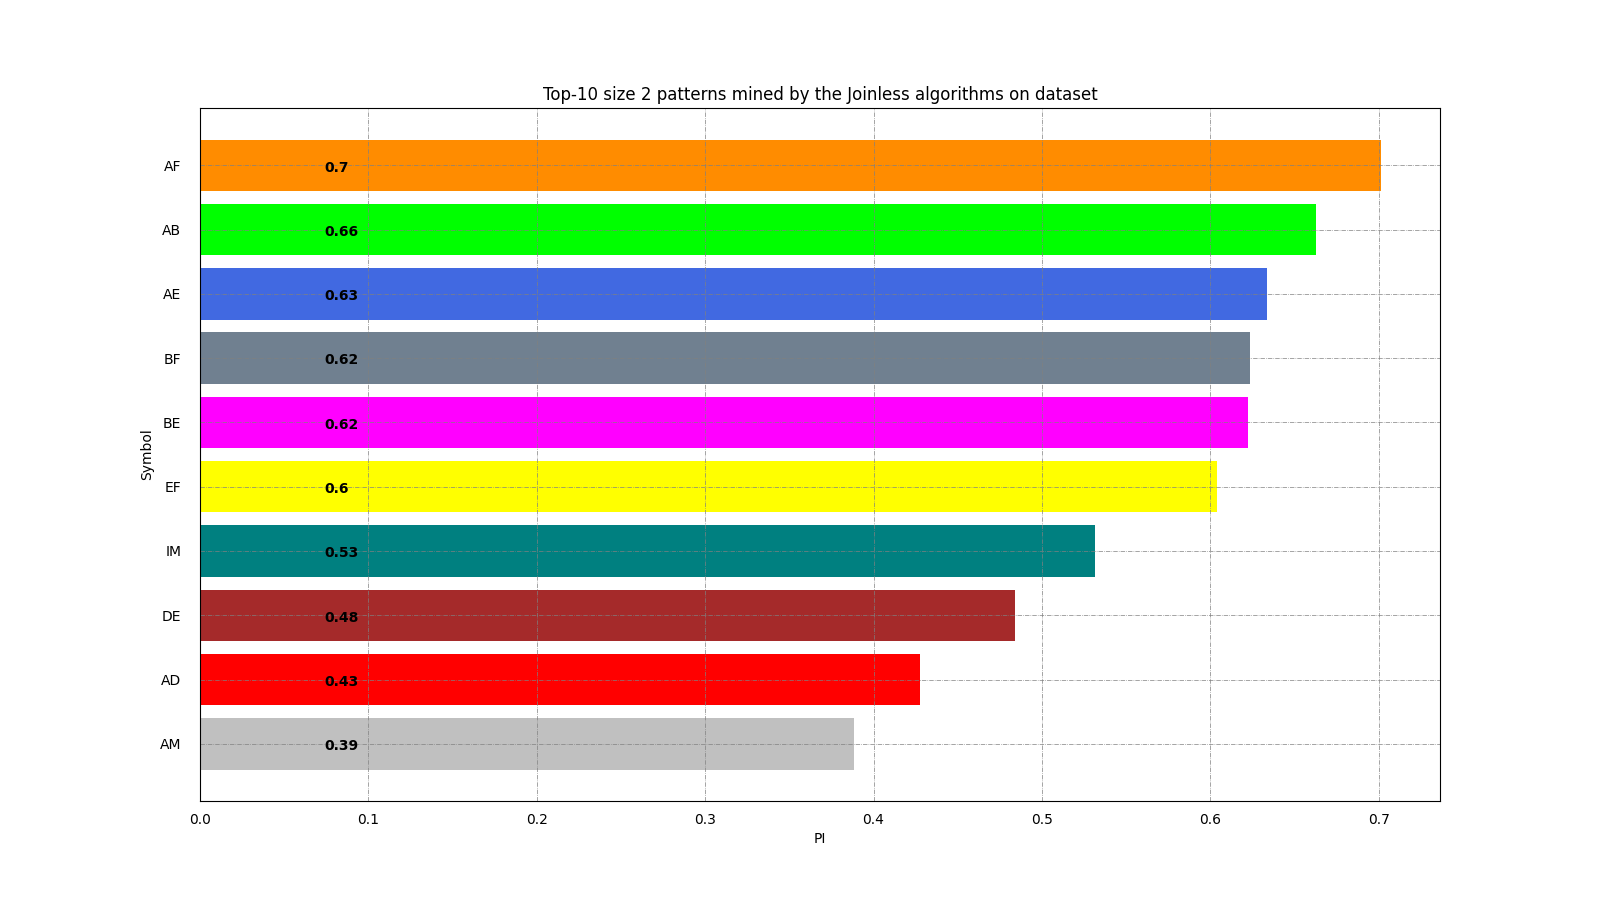 Top-10 size 2 patterns mined by the Joinless algorithms on dataset
AF 0.7
AB 0.66
AE 0.63
BF 0.62
BE 0.62
EF 0.6
IM 0.53
DE 0.48
AD 0.43
AM 0.39
Symbol
0.0 0.1 0.2 0.3 0.4 0.5 0.6 0.7
PI